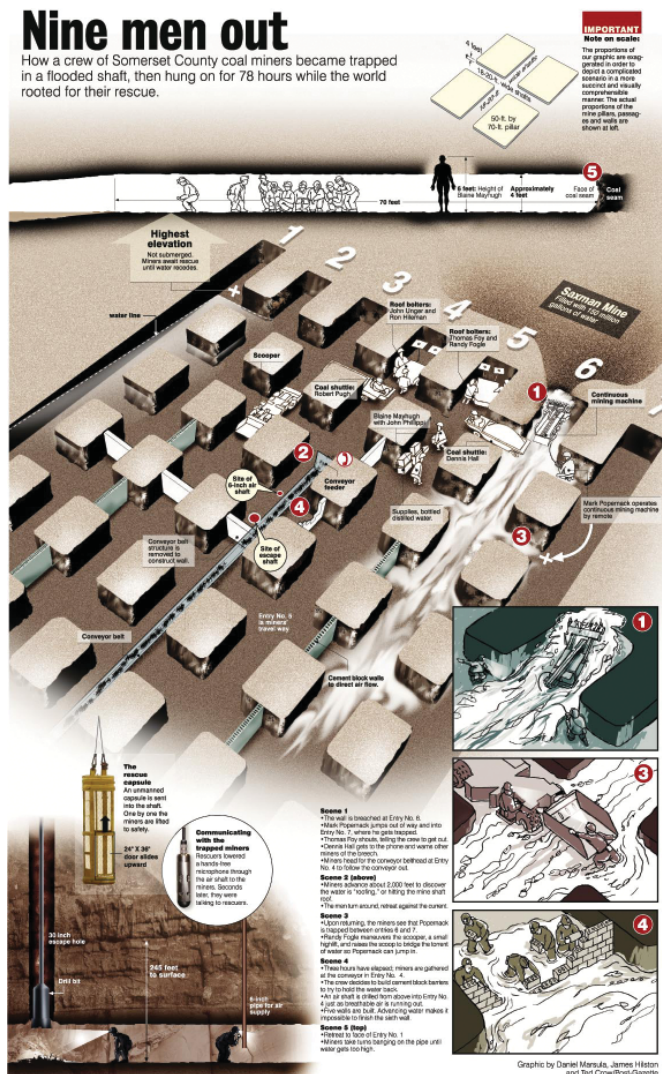 Nine men out
How a crew of Somerset County coal miners became trapped
in a flooded shaft, then hung on for 78 hours while the world
rooted for their rescue.
4 feet
18-20-ft. wide shafts
50-ft. by
70-ft. pillar
IMPORTANT
Note on scale:
The proportions of
our graphic are exag-
gerated in order to
depict a complicated
scenario in a more
succinct and visually
comprehensible
manner. The actual
proportions of the
mine pillars, passag-
es and walls are
shown at left.
5
70 feet
6 feet: Height of
Blaine Mayhugh
Approximately
4 feet
Face of
coal seam
Coal
seam
Highest
elevation
Not submerged.
Miners await rescue
until water recedes.
water line
1
2
3
4
5
6
Saxman Mine
Filled with 150 million
gallons of water
Roof bolters:
John Unger and
Ron Hileman
Roof bolters:
Thomas Foy and
Randy Fogle
Scooper
Coal shuttle:
Robert Pugh
1
Continuous
mining machine
Blaine Mayhugh
with John Phillippi
Coal shuttle:
Dennis Hall
2
Site of
6-inch air
shaft
Conveyor
feeder
4
Supplies, bottled
distilled water.
Mark Popernack operates
continuous mining machine
by remote.
3
Conveyor belt
structure is
removed to
construct wall.
Site of
escape
shaft
Entry No. 5
is miners'
travel way
Conveyor belt
Cement block walls
to direct air flow.
1
3
4
The
rescue
capsule
An unmanned
capsule is sent
into the shaft.
One by one the
miners are lifted
to safety.
24" X 36"
door slides
upward
Communicating
with the
trapped miners
Rescuers lowered
a hands-free
microphone through
the air shaft to the
miners. Seconds
later, they were
talking to rescuers.
30 inch
escape hole
Drill bit
245 feet
to surface
6-inch
pipe for air
supply
Scene 1
•The wall is breached at Entry No. 6.
•Mark Popernack jumps out of way and into
Entry No. 7, where he gets trapped.
•Thomas Foy shouts, telling the crew to get out.
•Dennis Hall gets to the phone and warns other
miners of the breech.
•Miners head for the conveyor beltheed at Entry
No. 4 to follow the conveyor out.
Scene 2 (above)
•Miners advance about 2,000 feet to discover
the water is "roofing," or hitting the mine shaft
roof.
•The men turn around, retreat against the current.
Scene 3
•Upon returning, the miners see that Popernack
is trapped between entries 6 and 7.
•Randy Fogle maneuvers the scooper, a small
highlift, and raises the scoop to bridge the torrent
of water so Popernack can jump in.
Scene 4
•Three hours have elapsed; miners are gathered
at the conveyor in Entry No. 4.
•The crew decides to build cement block barriers
to try to hold the water back.
•An air shaft is drilled from above into Entry No.
4 just as breathable air is running out.
•Five walls are built. Advancing water makes it
impossible to finish the sixth wall.
Scene 5 (top)
•Retreat to face of Entry No. 1
•Miners take turns banging on the pipe until
water gets too high.
Graphic by Daniel Marsula, James Hilston
and Ted Crow/Post-Gazette